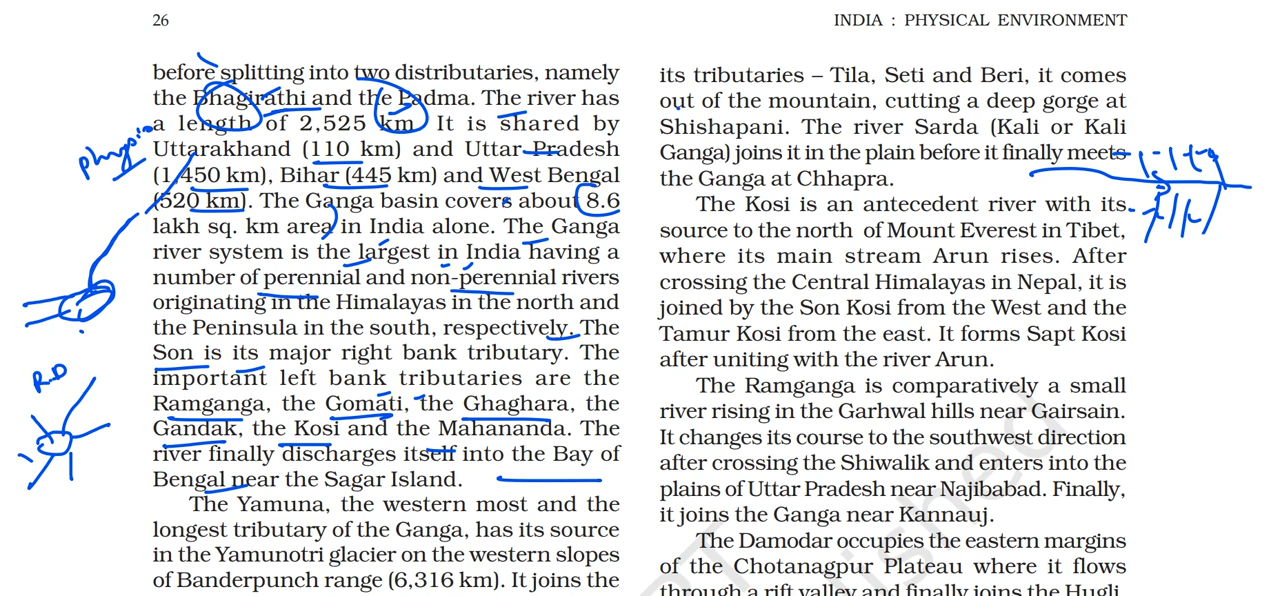 26
INDIA : PHYSICAL ENVIRONMENT
before splitting into two distributaries, namely
the Bhagirathi and the Padma. The river has
a length of 2,525 km. It is shared by
Uttarakhand (110 km) and Uttar Pradesh
(1,450 km), Bihar (445 km) and West Bengal
(520 km). The Ganga basin covers about 8.6
lakh sq. km area in India alone. The Ganga
river system is the largest in India having a
number of perennial and non-perennial rivers
originating in the Himalayas in the north and
the Peninsula in the south, respectively. The
Son is its major right bank tributary. The
important left bank tributaries are the
Ramganga, the Gomati, the Ghaghara, the
Gandak, the Kosi and the Mahananda. The
river finally discharges itself into the Bay of
Bengal near the Sagar Island.
The Yamuna, the western most and the
longest tributary of the Ganga, has its source
in the Yamunotri glacier on the western slopes
of Banderpunch range (6,316 km). It joins the
R.D
its tributaries – Tila, Seti and Beri, it comes
out of the mountain, cutting a deep gorge at
Shishapani. The river Sarda (Kali or Kali
Ganga) joins it in the plain before it finally meets
the Ganga at Chhapra.
The Kosi is an antecedent river with its
source to the north of Mount Everest in Tibet,
where its main stream Arun rises. After
crossing the Central Himalayas in Nepal, it is
joined by the Son Kosi from the West and the
Tamur Kosi from the east. It forms Sapt Kosi
after uniting with the river Arun.
The Ramganga is comparatively a small
river rising in the Garhwal hills near Gairsain.
It changes its course to the southwest direction
after crossing the Shiwalik and enters into the
plains of Uttar Pradesh near Najibabad. Finally,
it joins the Ganga near Kannauj.
The Damodar occupies the eastern margins
of the Chotanagpur Plateau where it flows
through a rift valley and finally joins the Hugli.